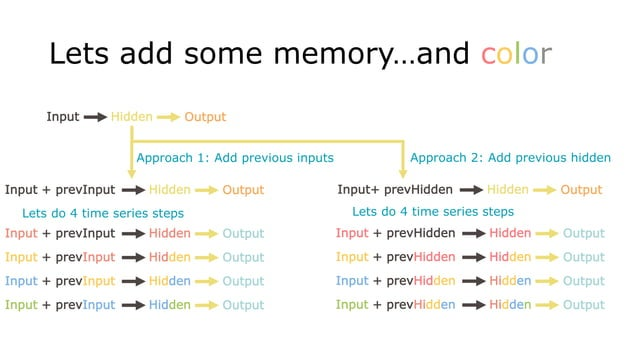 Lets add some memory…and color
Input Hidden Output
Approach 1: Add previous inputs
Approach 2: Add previous hidden
Input + prevInput Hidden Output
Input+ prevHidden Hidden Output
Lets do 4 time series steps
Lets do 4 time series steps
Input + prevInput Hidden Output
Input + prevHidden Hidden Output
Input + prevInput Hidden Output
Input + prevHidden Hidden Output
Input + prevInput Hidden Output
Input + prevHidden Hidden Output
Input + prevInput Hidden Output
Input + prevHidden Hidden Output